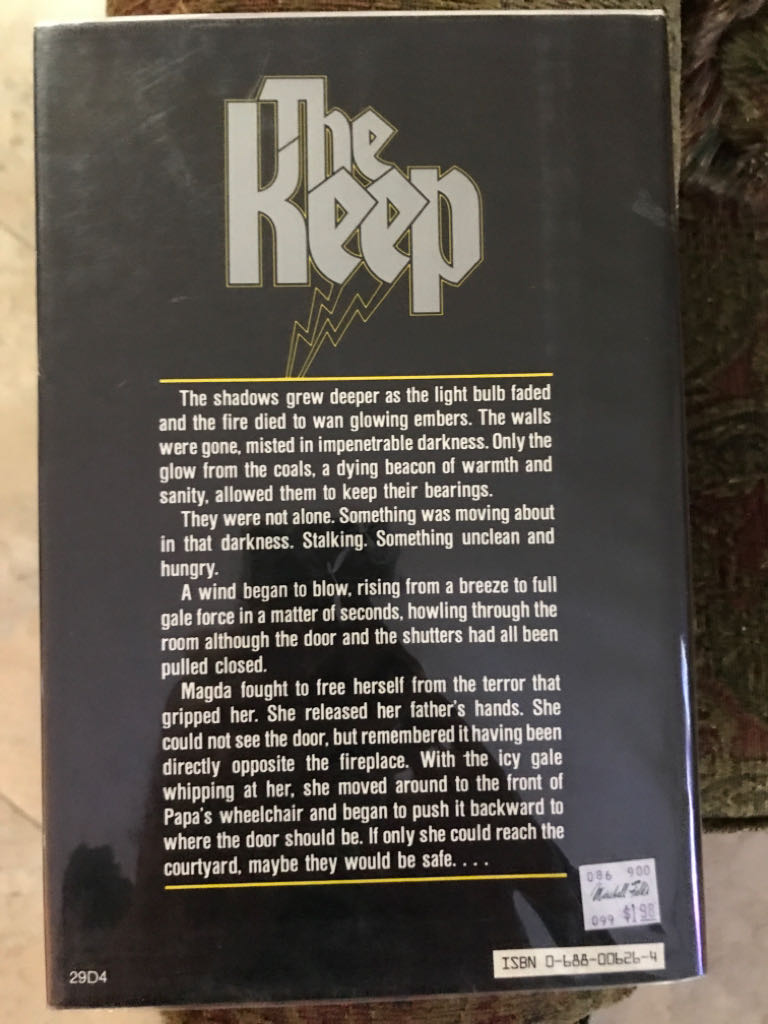 The
Keep
The shadows grew deeper as the light bulb faded
and the fire died to wan glowing embers. The walls
were gone, misted in impenetrable darkness. Only the
glow from the coals, a dying beacon of warmth and
sanity, allowed them to keep their bearings.
They were not alone. Something was moving about
in that darkness. Stalking. Something unclean and
hungry.
A wind began to blow, rising from a breeze to full
gale force in a matter of seconds, howling through the
room although the door and the shutters had all been
pulled closed.
Magda fought to free herself from the terror that
gripped her. She released her father's hands. She
could not see the door, but remembered it having been
directly opposite the fireplace. With the icy gale
whipping at her, she moved around to the front of
Papa's wheelchair and began to push it backward to
where the door should be. If only she could reach the
courtyard, maybe they would be safe. . . .
086 900
Marshall Field's
099 $1.98
ISBN 0-688-00626-4
29D4